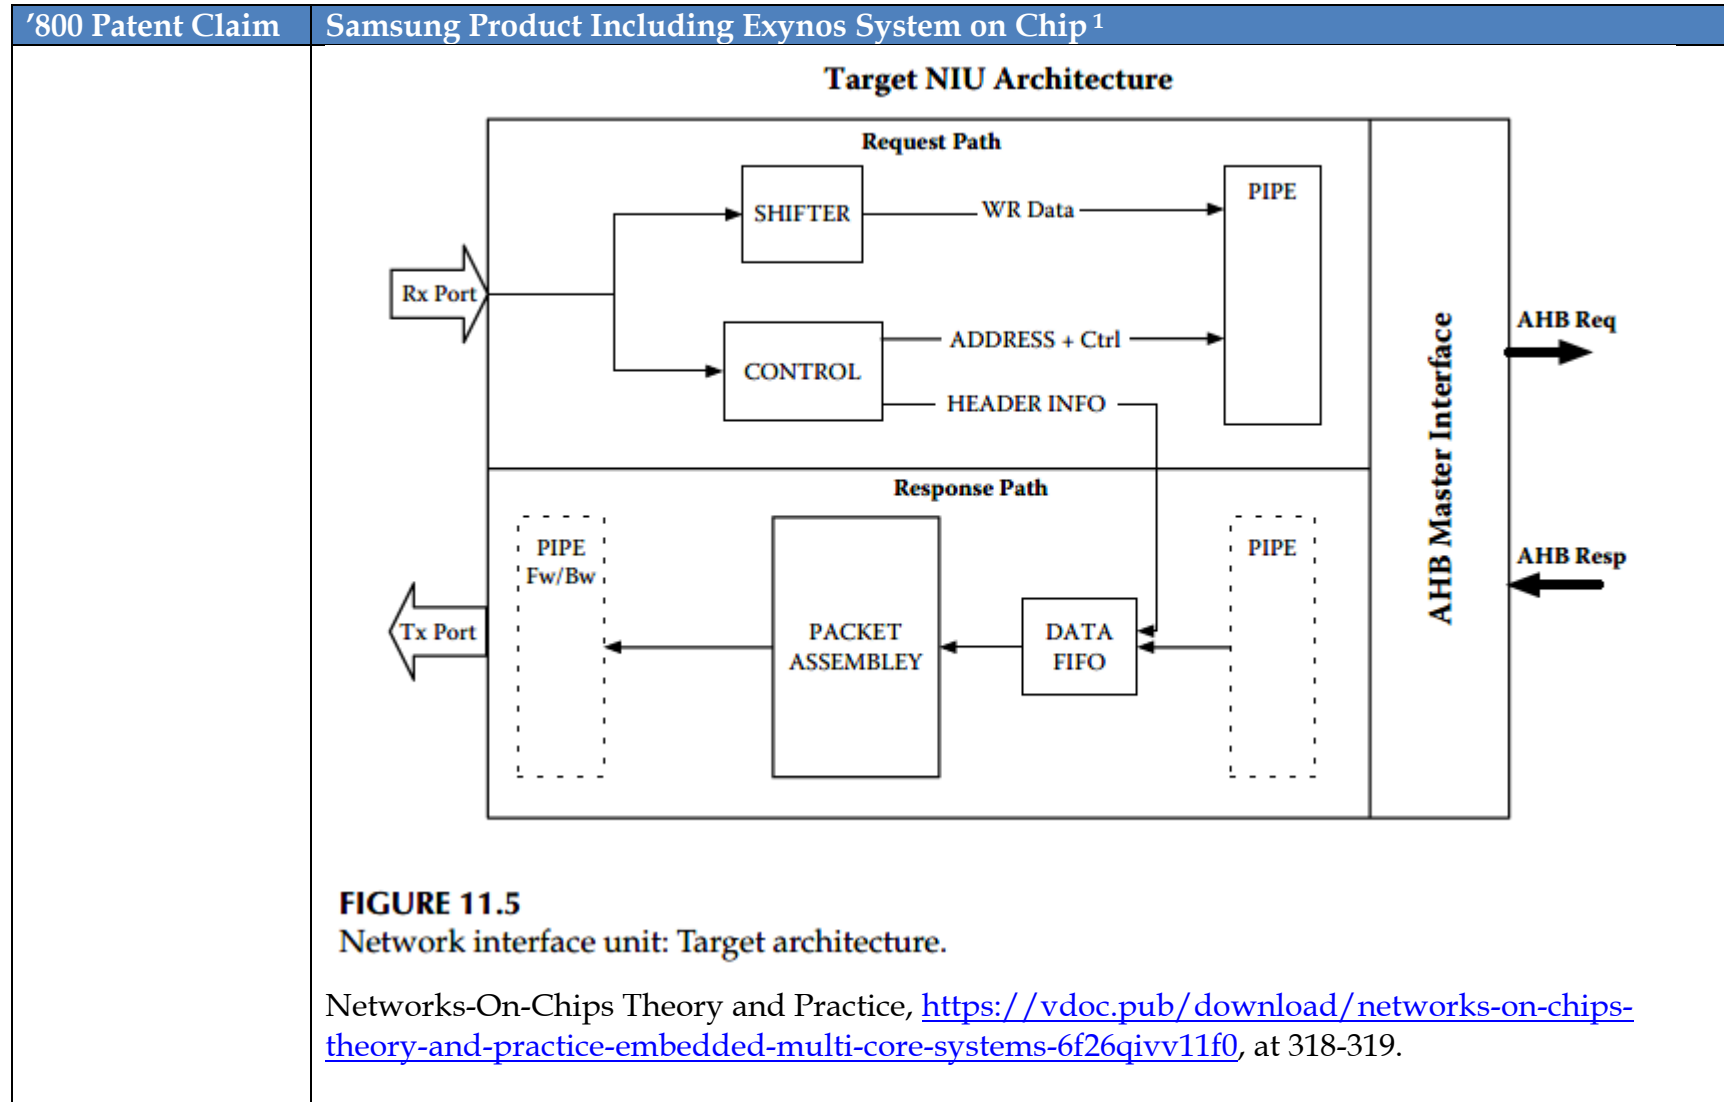 ’800 Patent Claim
Samsung Product Including Exynos System on Chip 1
Target NIU Architecture
Request Path
SHIFTER
WR Data
PIPE
Rx Port
CONTROL
ADDRESS + Ctrl
HEADER INFO
AHB Master Interface
AHB Req
Response Path
PIPE
Fw/Bw
PIPE
AHB Resp
Tx Port
PACKET
ASSEMBLEY
DATA
FIFO
FIGURE 11.5
Network interface unit: Target architecture.
Networks-On-Chips Theory and Practice, https://vdoc.pub/download/networks-on-chips-
theory-and-practice-embedded-multi-core-systems-6f26qivv11f0, at 318-319.